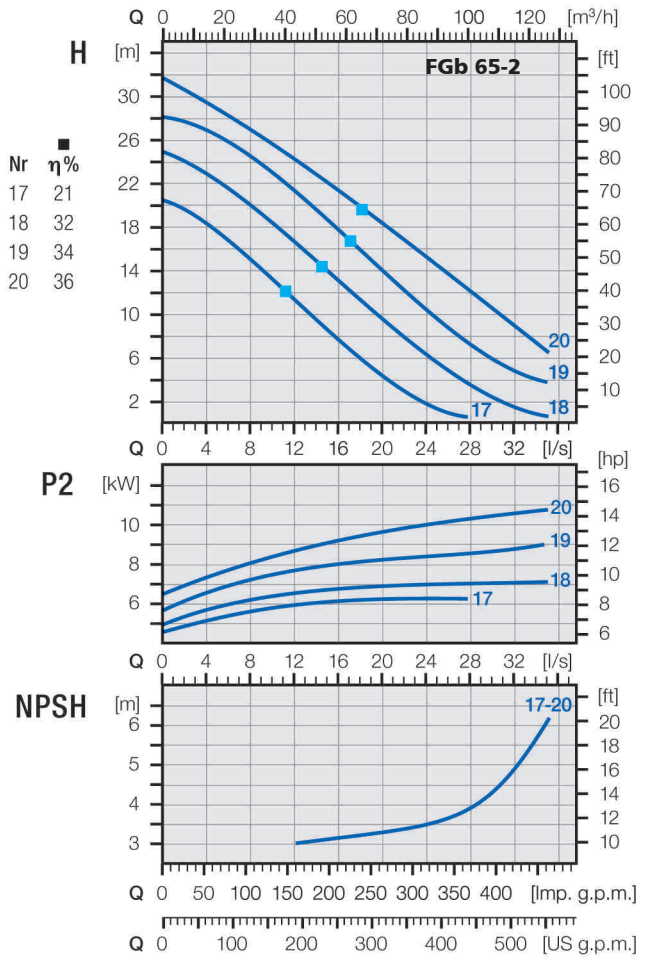 Q 0 20 40 60 80 100 120 [m³/h]
H [m] FGb 65-2 [ft]
30 100
26 90
■
Nr η% 80
17 21 22 70
18 32 18 60
19 34 14 50
20 36 40
10 30
6 20 20
19
2 10
17 18
Q 0 4 8 12 16 20 24 28 32 [l/s]
P2 [kW] [hp]
16
10 20 14
19 12
8 18 10
6 17 8
6
Q 0 4 8 12 16 20 24 28 32 [l/s]
NPSH [m] 17-20 [ft]
6 20
18
5 16
14
4 12
3 10
Q 0 50 100 150 200 250 300 350 400 [Imp. g.p.m.]
Q 0 100 200 300 400 500 [US g.p.m.]